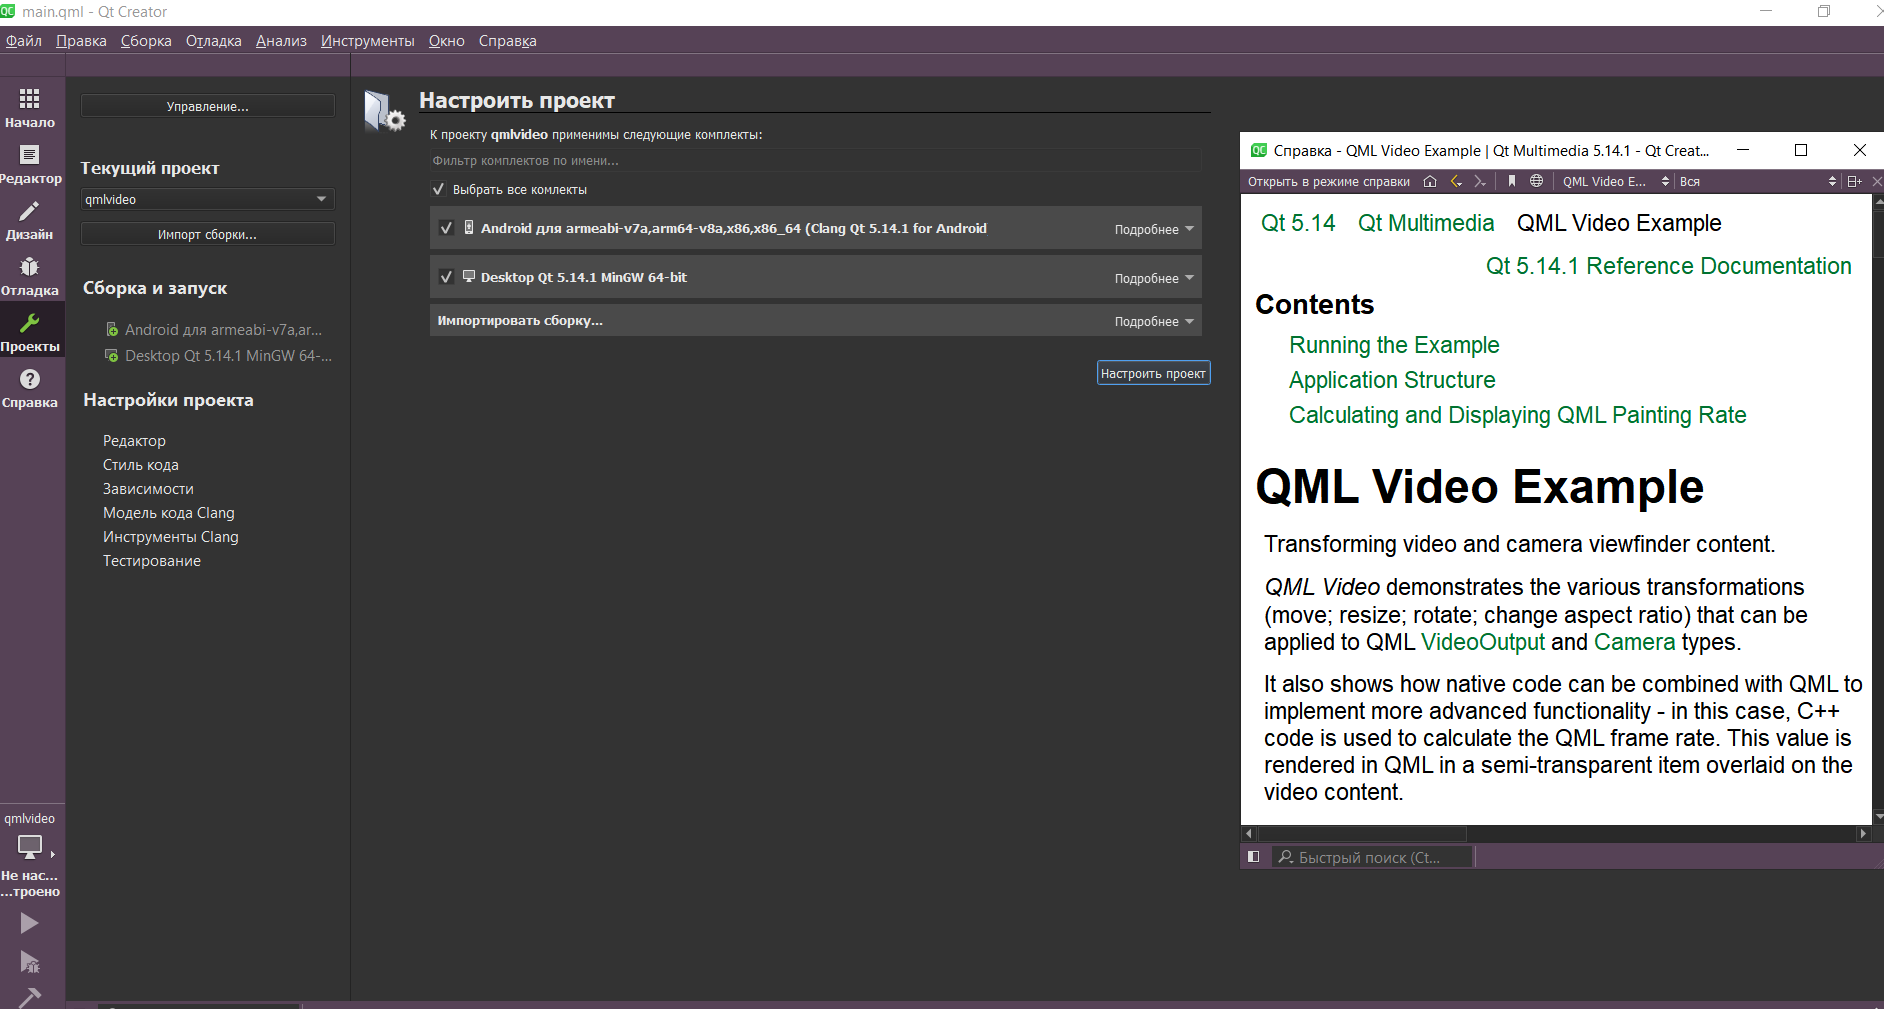 main.qml - Qt Creator
Файл Правка Сборка Отладка Анализ Инструменты Окно Справка
Начало
Редактор
Дизайн
Отладка
Проекты
Справка
qmlvideo
Не нас...
...троено
Управление...
Текущий проект
qmlvideo
Импорт сборки...
Сборка и запуск
Android для armeabi-v7a,ar...
Desktop Qt 5.14.1 MinGW 64-...
Настройки проекта
Редактор
Стиль кода
Зависимости
Модель кода Clang
Инструменты Clang
Тестирование
Настроить проект
К проекту qmlvideo применимы следующие комплекты:
Фильтр комплектов по имени...
Выбрать все комлекты
Android для armeabi-v7a,arm64-v8a,x86,x86_64 (Clang Qt 5.14.1 for Android Подробнее
Desktop Qt 5.14.1 MinGW 64-bit Подробнее
Импортировать сборку... Подробнее
Настроить проект
Справка - QML Video Example | Qt Multimedia 5.14.1 - Qt Creat...
Открыть в режиме справки QML Video E... Вся
Qt 5.14 Qt Multimedia QML Video Example
Qt 5.14.1 Reference Documentation
Contents
Running the Example
Application Structure
Calculating and Displaying QML Painting Rate
QML Video Example
Transforming video and camera viewfinder content.
QML Video demonstrates the various transformations
(move; resize; rotate; change aspect ratio) that can be
applied to QML VideoOutput and Camera types.
It also shows how native code can be combined with QML to
implement more advanced functionality - in this case, C++
code is used to calculate the QML frame rate. This value is
rendered in QML in a semi-transparent item overlaid on the
video content.
Быстрый поиск (Ct...